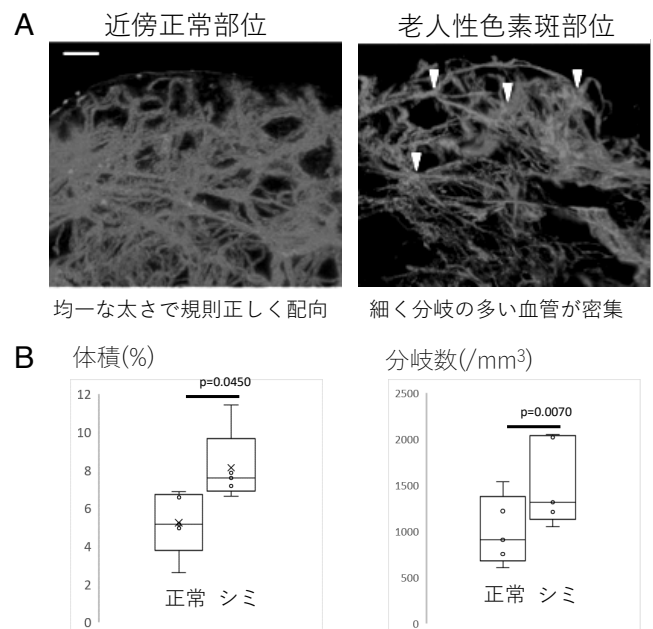 A
近傍正常部位
老人性色素斑部位
均一な太さで規則正しく配向
細く分岐の多い血管が密集
B
体積(%)
p=0.0450
12
10
8
6
4
2
0
正常 シミ
分岐数(/mm³)
p=0.0070
2500
2000
1500
1000
500
0
正常 シミ